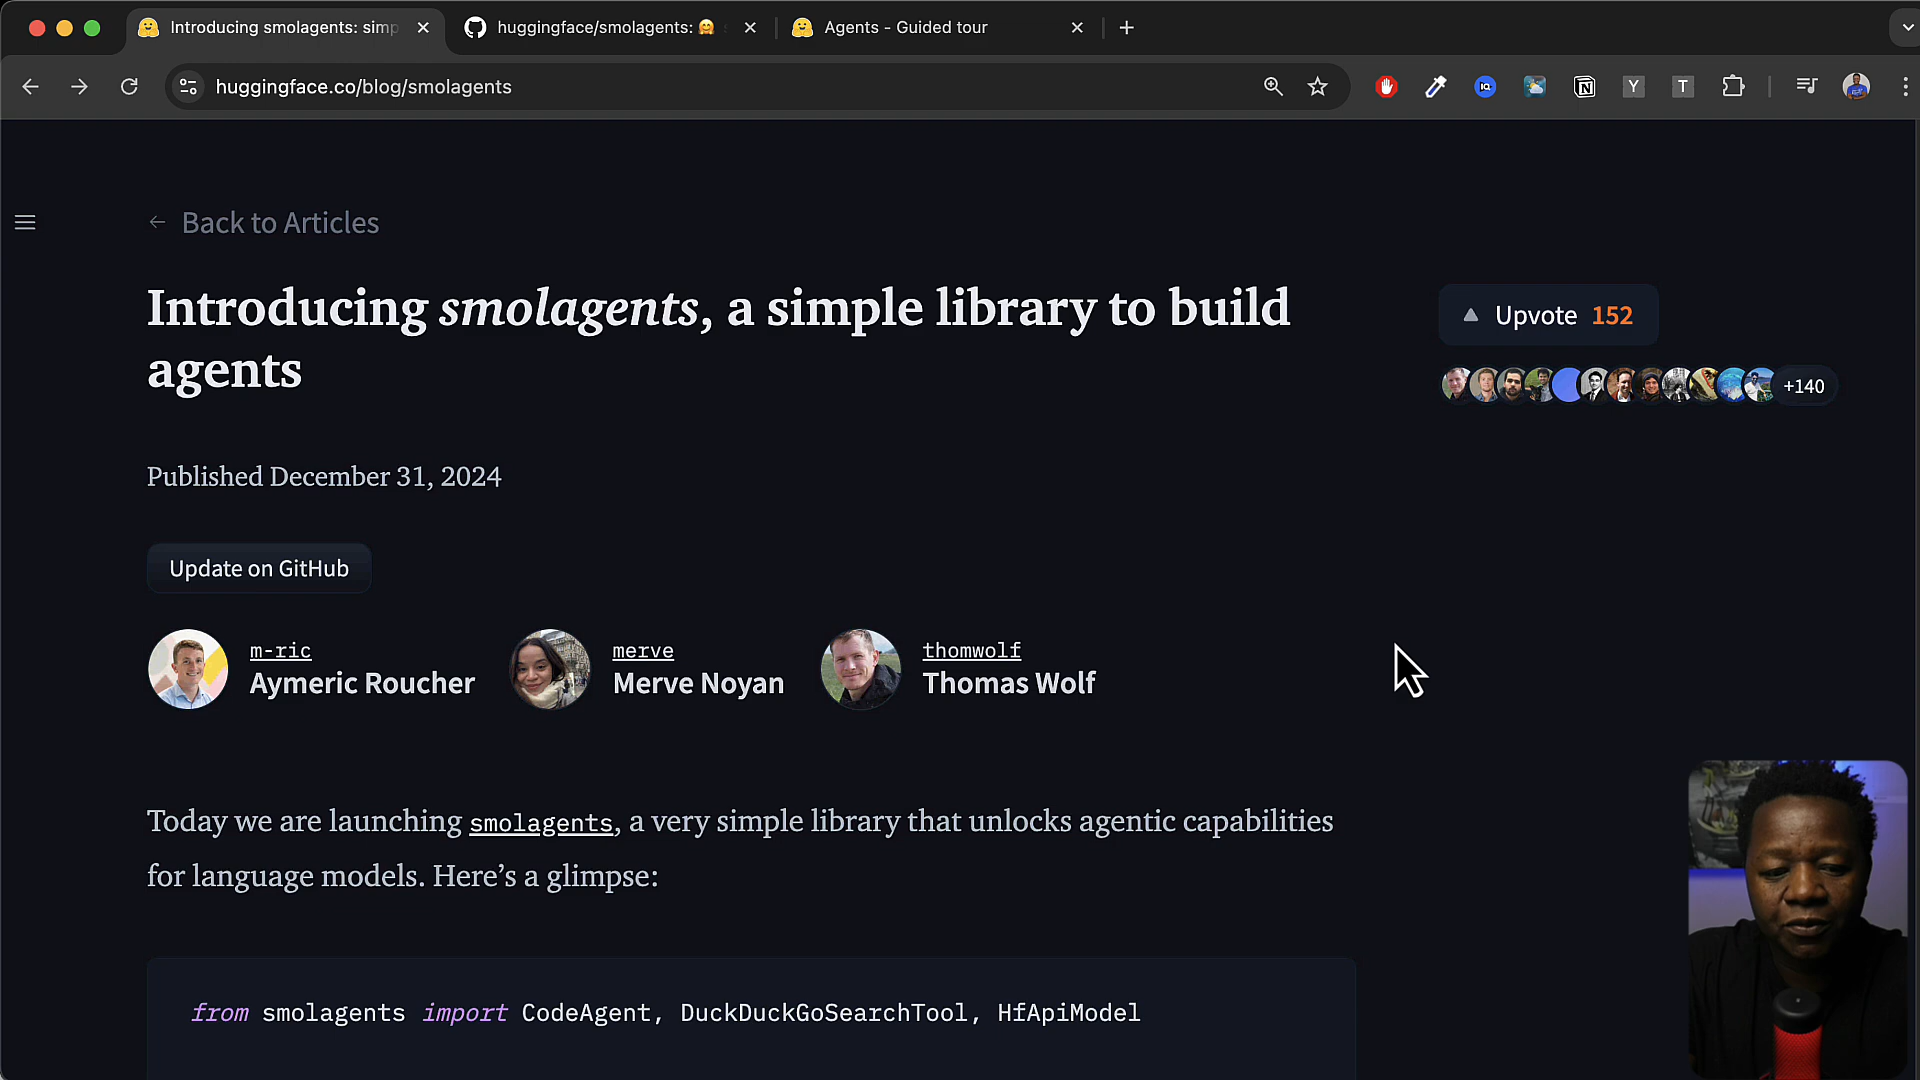 Introducing smolagents: simp
huggingface/smolagents:
Agents - Guided tour
huggingface.co/blog/smolagents
IQ
N
Y
T
← Back to Articles
Introducing smolagents, a simple library to build
agents
Upvote 152
+140
Published December 31, 2024
Update on GitHub
m-ric
Aymeric Roucher
merve
Merve Noyan
thomwolf
Thomas Wolf
Today we are launching smolagents, a very simple library that unlocks agentic capabilities
for language models. Here’s a glimpse:
from smolagents import CodeAgent, DuckDuckGoSearchTool, HfApiModel